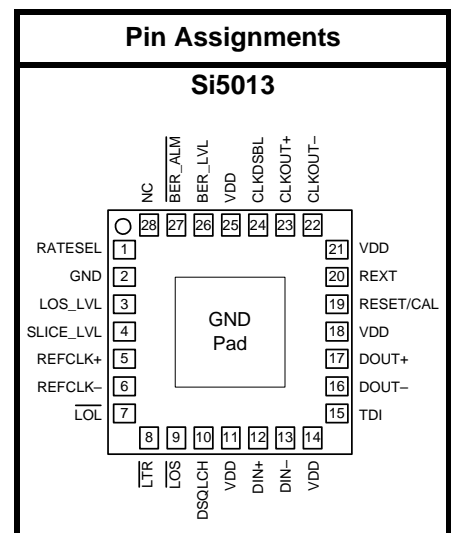 Pin Assignments
Si5013
NC
BER_ALM
BER_LVL
VDD
CLKDSBL
CLKOUT+
CLKOUT–
28 27 26 25 24 23 22
RATESEL 1
GND 2
LOS_LVL 3
SLICE_LVL 4
REFCLK+ 5
REFCLK– 6
LOL 7
GND
Pad
21 VDD
20 REXT
19 RESET/CAL
18 VDD
17 DOUT+
16 DOUT–
15 TDI
8 9 10 11 12 13 14
LTR
LOS
DSQLCH
VDD
DIN+
DIN–
VDD